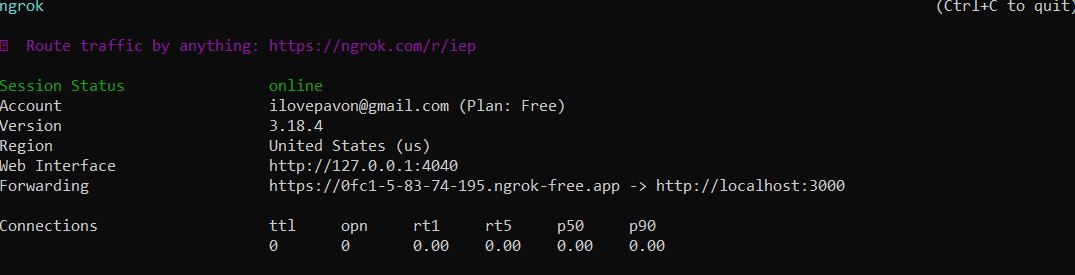 ngrok (Ctrl+C to quit)
Route traffic by anything: https://ngrok.com/r/iep
Session Status online
Account ilovepavon@gmail.com (Plan: Free)
Version 3.18.4
Region United States (us)
Web Interface http://127.0.0.1:4040
Forwarding https://0fc1-5-83-74-195.ngrok-free.app -> http://localhost:3000
Connections ttl opn rt1 rt5 p50 p90
0 0 0.00 0.00 0.00 0.00